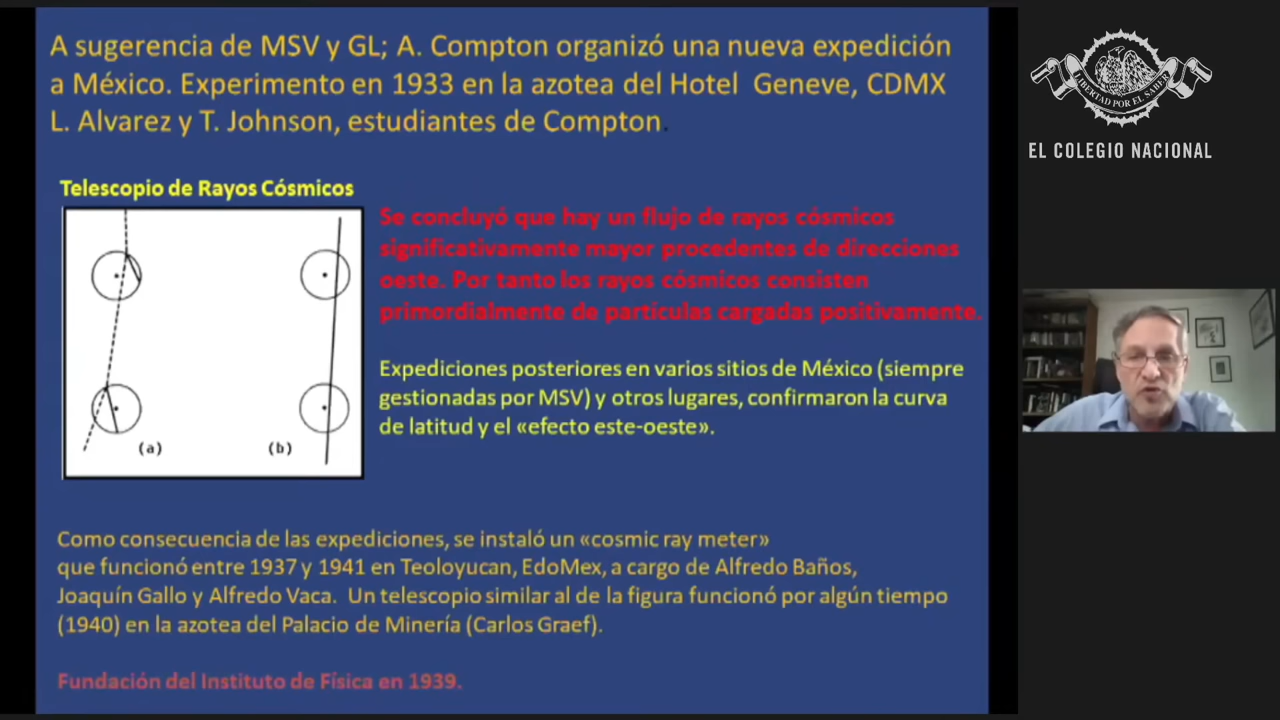 A sugerencia de MSV y GL; A. Compton organizó una nueva expedición
a México. Experimento en 1933 en la azotea del Hotel Geneve, CDMX
L. Alvarez y T. Johnson, estudiantes de Compton.
Telescopio de Rayos Cósmicos
(a)
(b)
Se concluyó que hay un flujo de rayos cósmicos
significativamente mayor procedentes de direcciones
oeste. Por tanto los rayos cósmicos consisten
primordialmente de partículas cargadas positivamente.
Expediciones posteriores en varios sitios de México (siempre
gestionadas por MSV) y otros lugares, confirmaron la curva
de latitud y el «efecto este-oeste».
Como consecuencia de las expediciones, se instaló un «cosmic ray meter»
que funcionó entre 1937 y 1941 en Teoloyucan, EdoMex, a cargo de Alfredo Baños,
Joaquín Gallo y Alfredo Vaca. Un telescopio similar al de la figura funcionó por algún tiempo
(1940) en la azotea del Palacio de Minería (Carlos Graef).
Fundación del Instituto de Física en 1939.
LIBERTAD POR EL SABER
EL COLEGIO NACIONAL